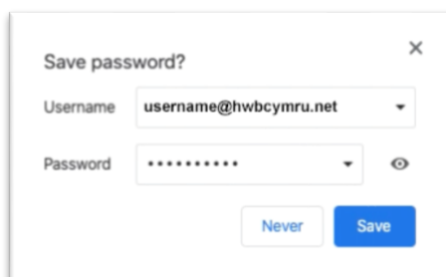 Save password?
Username username@hwbcymru.net
Password ••••••••••
Never Save